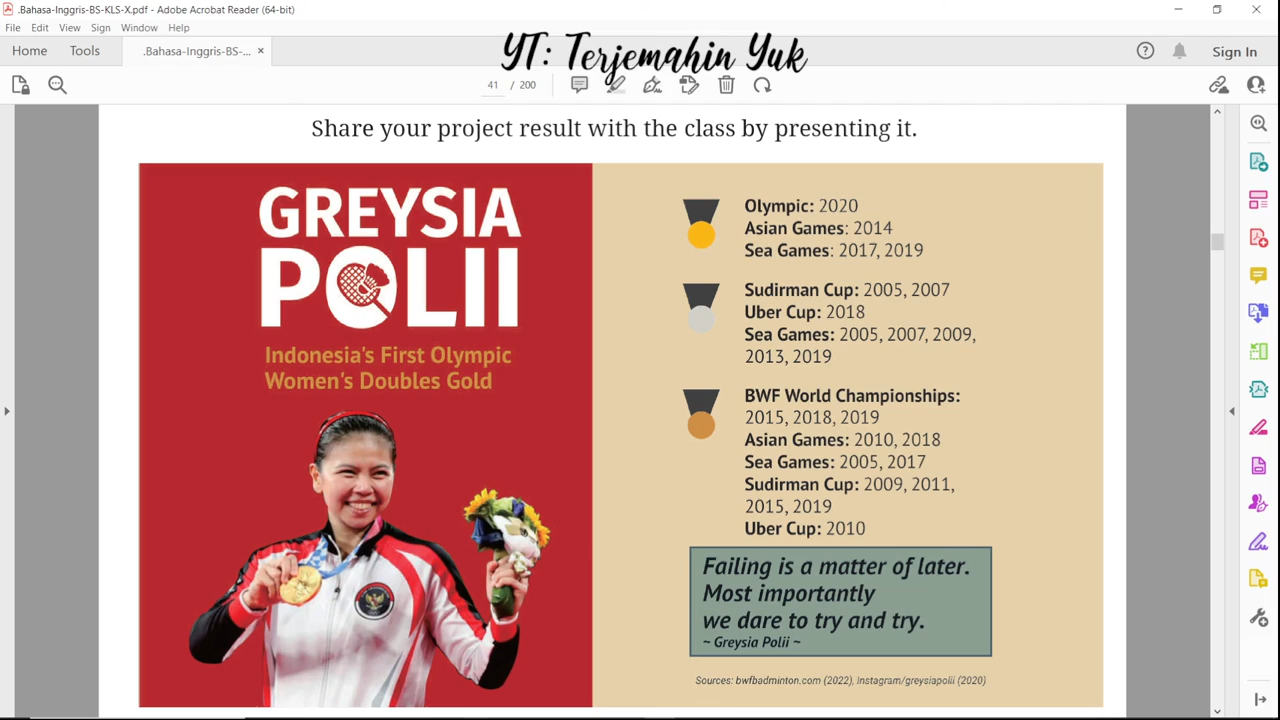 .Bahasa-Inggris-BS-KLS-X.pdf - Adobe Acrobat Reader (64-bit)
File Edit View Sign Window Help
Home Tools .Bahasa-Inggris-BS-... × Sign In
YT: Terjemahin Yuk
41 / 200
Share your project result with the class by presenting it.
GREYSIA
POLII
Indonesia's First Olympic
Women's Doubles Gold
Olympic: 2020
Asian Games: 2014
Sea Games: 2017, 2019
Sudirman Cup: 2005, 2007
Uber Cup: 2018
Sea Games: 2005, 2007, 2009,
2013, 2019
BWF World Championships:
2015, 2018, 2019
Asian Games: 2010, 2018
Sea Games: 2005, 2017
Sudirman Cup: 2009, 2011,
2015, 2019
Uber Cup: 2010
Failing is a matter of later.
Most importantly
we dare to try and try.
~ Greysia Polii ~
Sources: bwfbadminton.com (2022), Instagram/greysiapolii (2020)